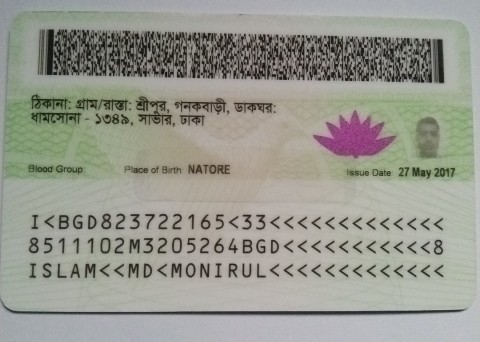 ঠিকানা: গ্রাম/রাস্তা: শ্রীপুর, গনকবাড়ী, ডাকঘর:
ধামসোনা - ১৩৪৯, সাভার, ঢাকা
Blood Group Place of Birth: NATORE Issue Date: 27 May 2017
I<BGD823722165<33<<<<<<<<<<<<<
8511102M3205264BGD<<<<<<<<<<<8
ISLAM<<MD<MONIRUL<<<<<<<<<<<<<